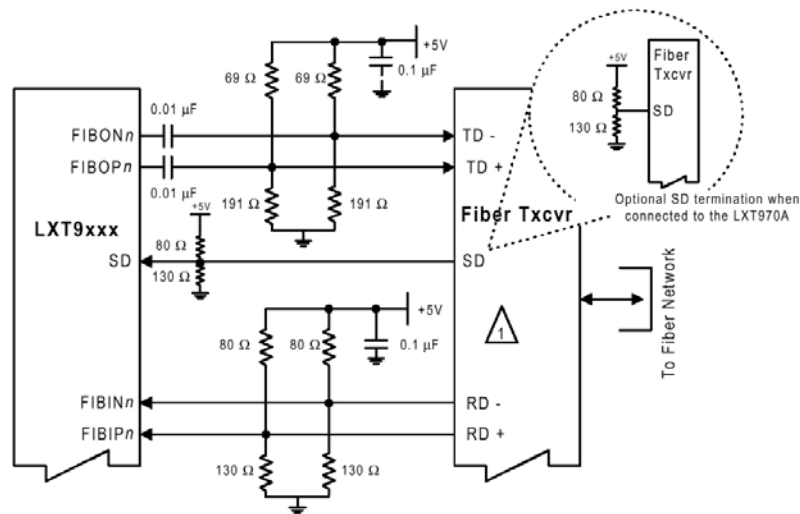 +5V
0.1 µF
69 Ω
69 Ω
0.01 µF
FIBONn
TD -
FIBOPn
TD +
0.01 µF
191 Ω
191 Ω
LXT9xxx
Fiber Txcvr
+5V
80 Ω
SD
130 Ω
SD
+5V
80 Ω
80 Ω
0.1 µF
1
FIBINn
RD -
FIBIPn
RD +
130 Ω
130 Ω
Fiber
Txcvr
+5V
80 Ω
SD
130 Ω
Optional SD termination when
connected to the LXT970A
To Fiber Network